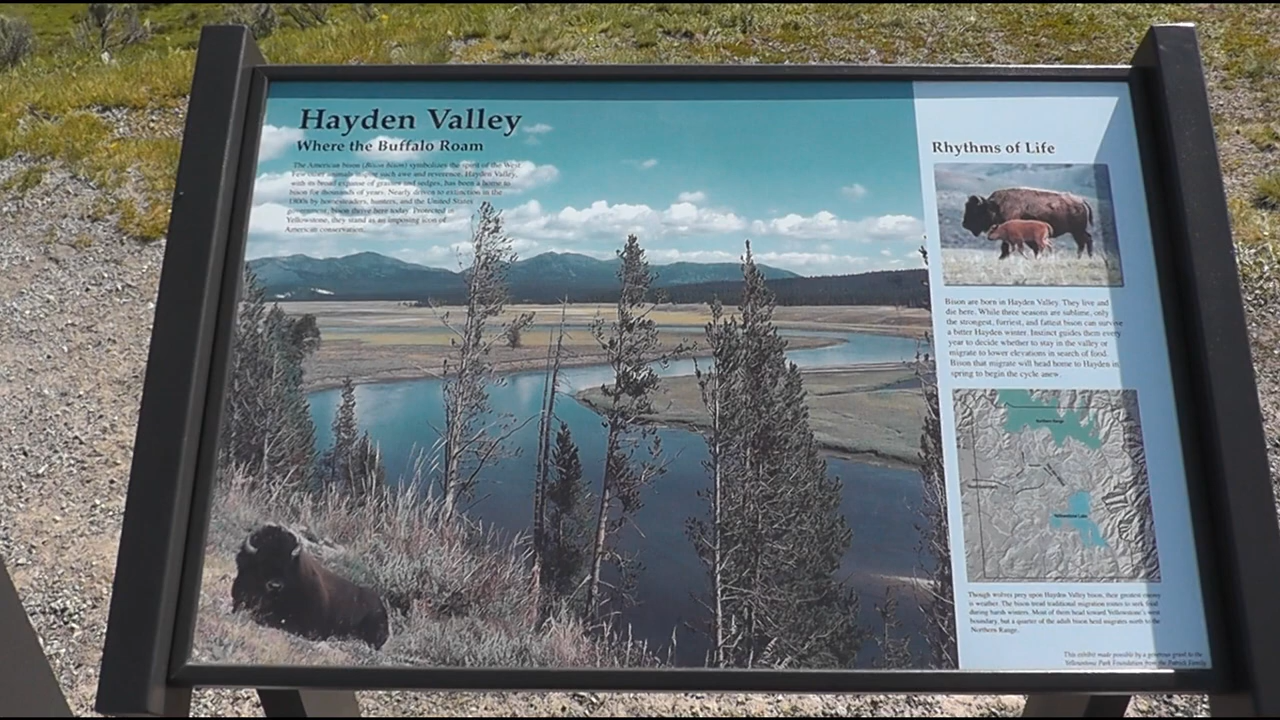 Hayden Valley
Where the Buffalo Roam
The American bison (Bison bison) symbolizes the spirit of the West.
Few other animals inspire such awe and reverence. Hayden Valley,
with its broad expanse of grasses and sedges, has been a home to
bison for thousands of years. Nearly driven to extinction in the
1800s by homesteaders, hunters, and the United States
government, bison thrive here today. Protected in
Yellowstone, they stand as an imposing icon of
American conservation.
Rhythms of Life
Bison are born in Hayden Valley. They live and
die here. While three seasons are sublime, only
the strongest, furriest, and fattest bison can survive
a bitter Hayden winter. Instinct guides them every
year to decide whether to stay in the valley or
migrate to lower elevations in search of food.
Bison that migrate will head home to Hayden in
spring to begin the cycle anew.
Northern Range
Yellowstone Lake
Though wolves prey upon Hayden Valley bison, their greatest enemy
is weather. The bison tread traditional migration routes to seek food
during harsh winters. Most of them head toward Yellowstone's west
boundary, but a quarter of the adult bison herd migrates north to the
Northern Range.
This exhibit made possible by a generous grant to the
Yellowstone Park Foundation from the Patrick Family